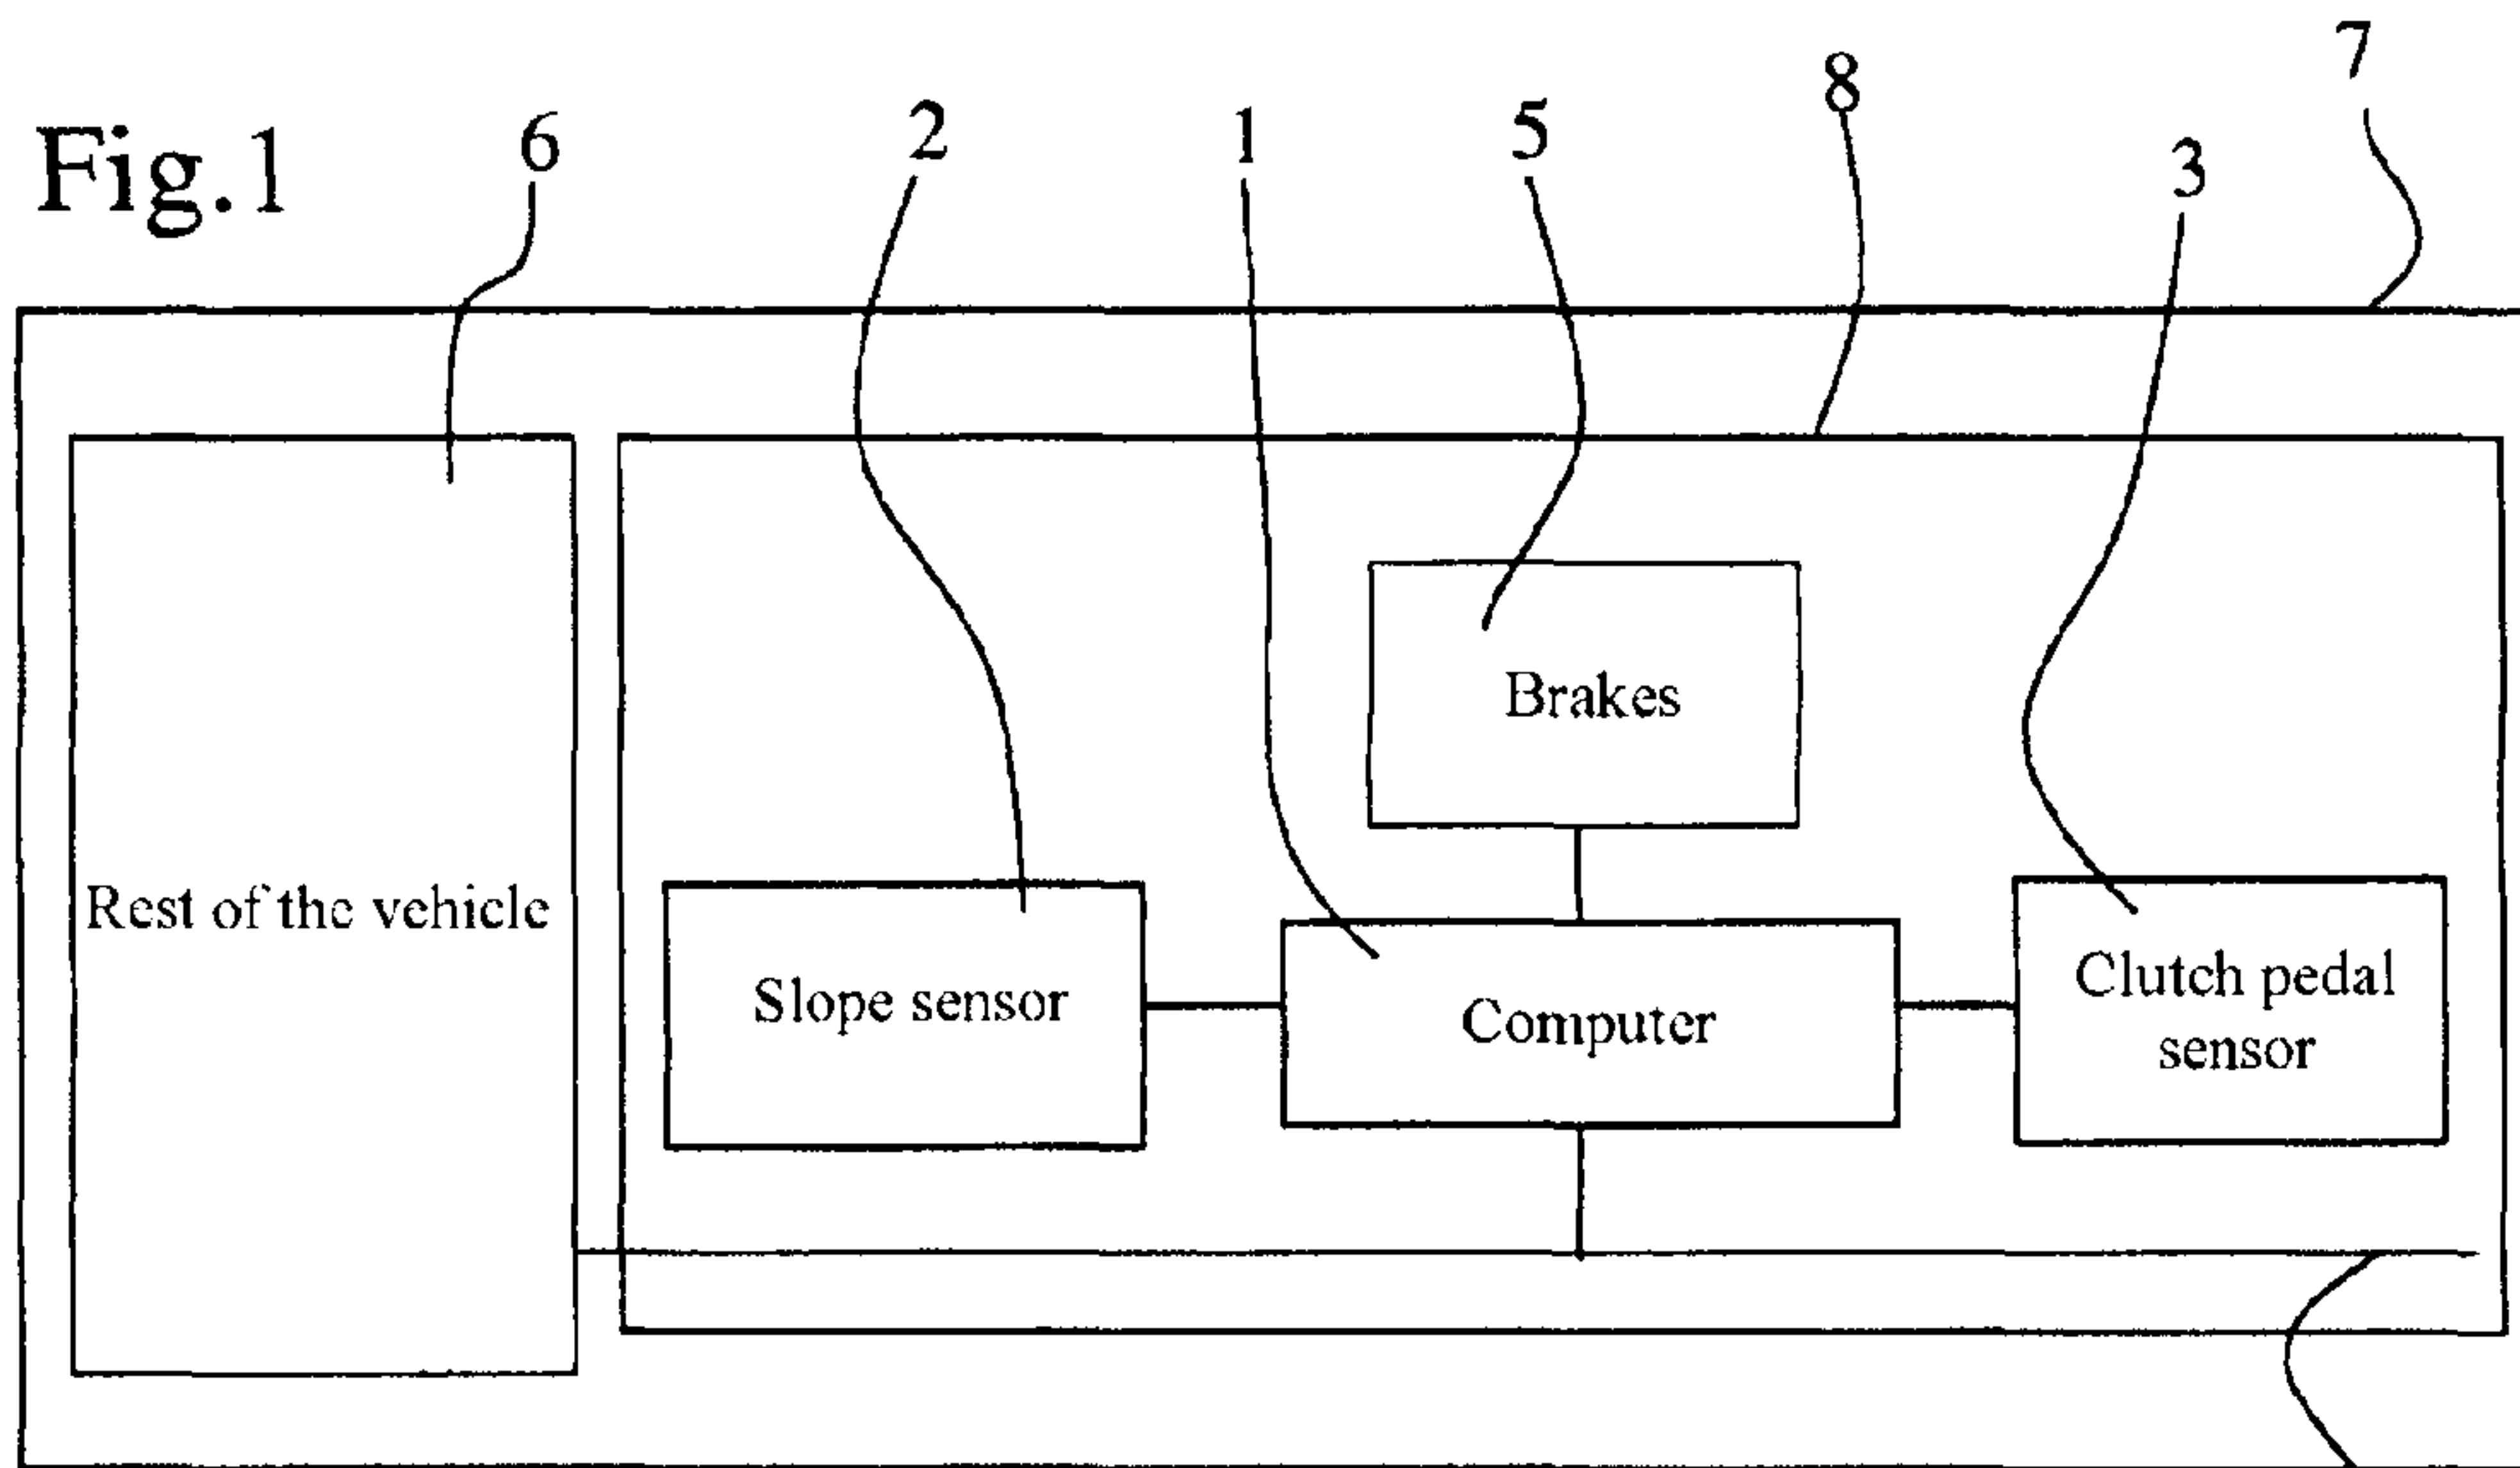 7
8
Fig.1
6
2
1
5
3
Brakes
Rest of the vehicle
Slope sensor
Computer
Clutch pedal
sensor